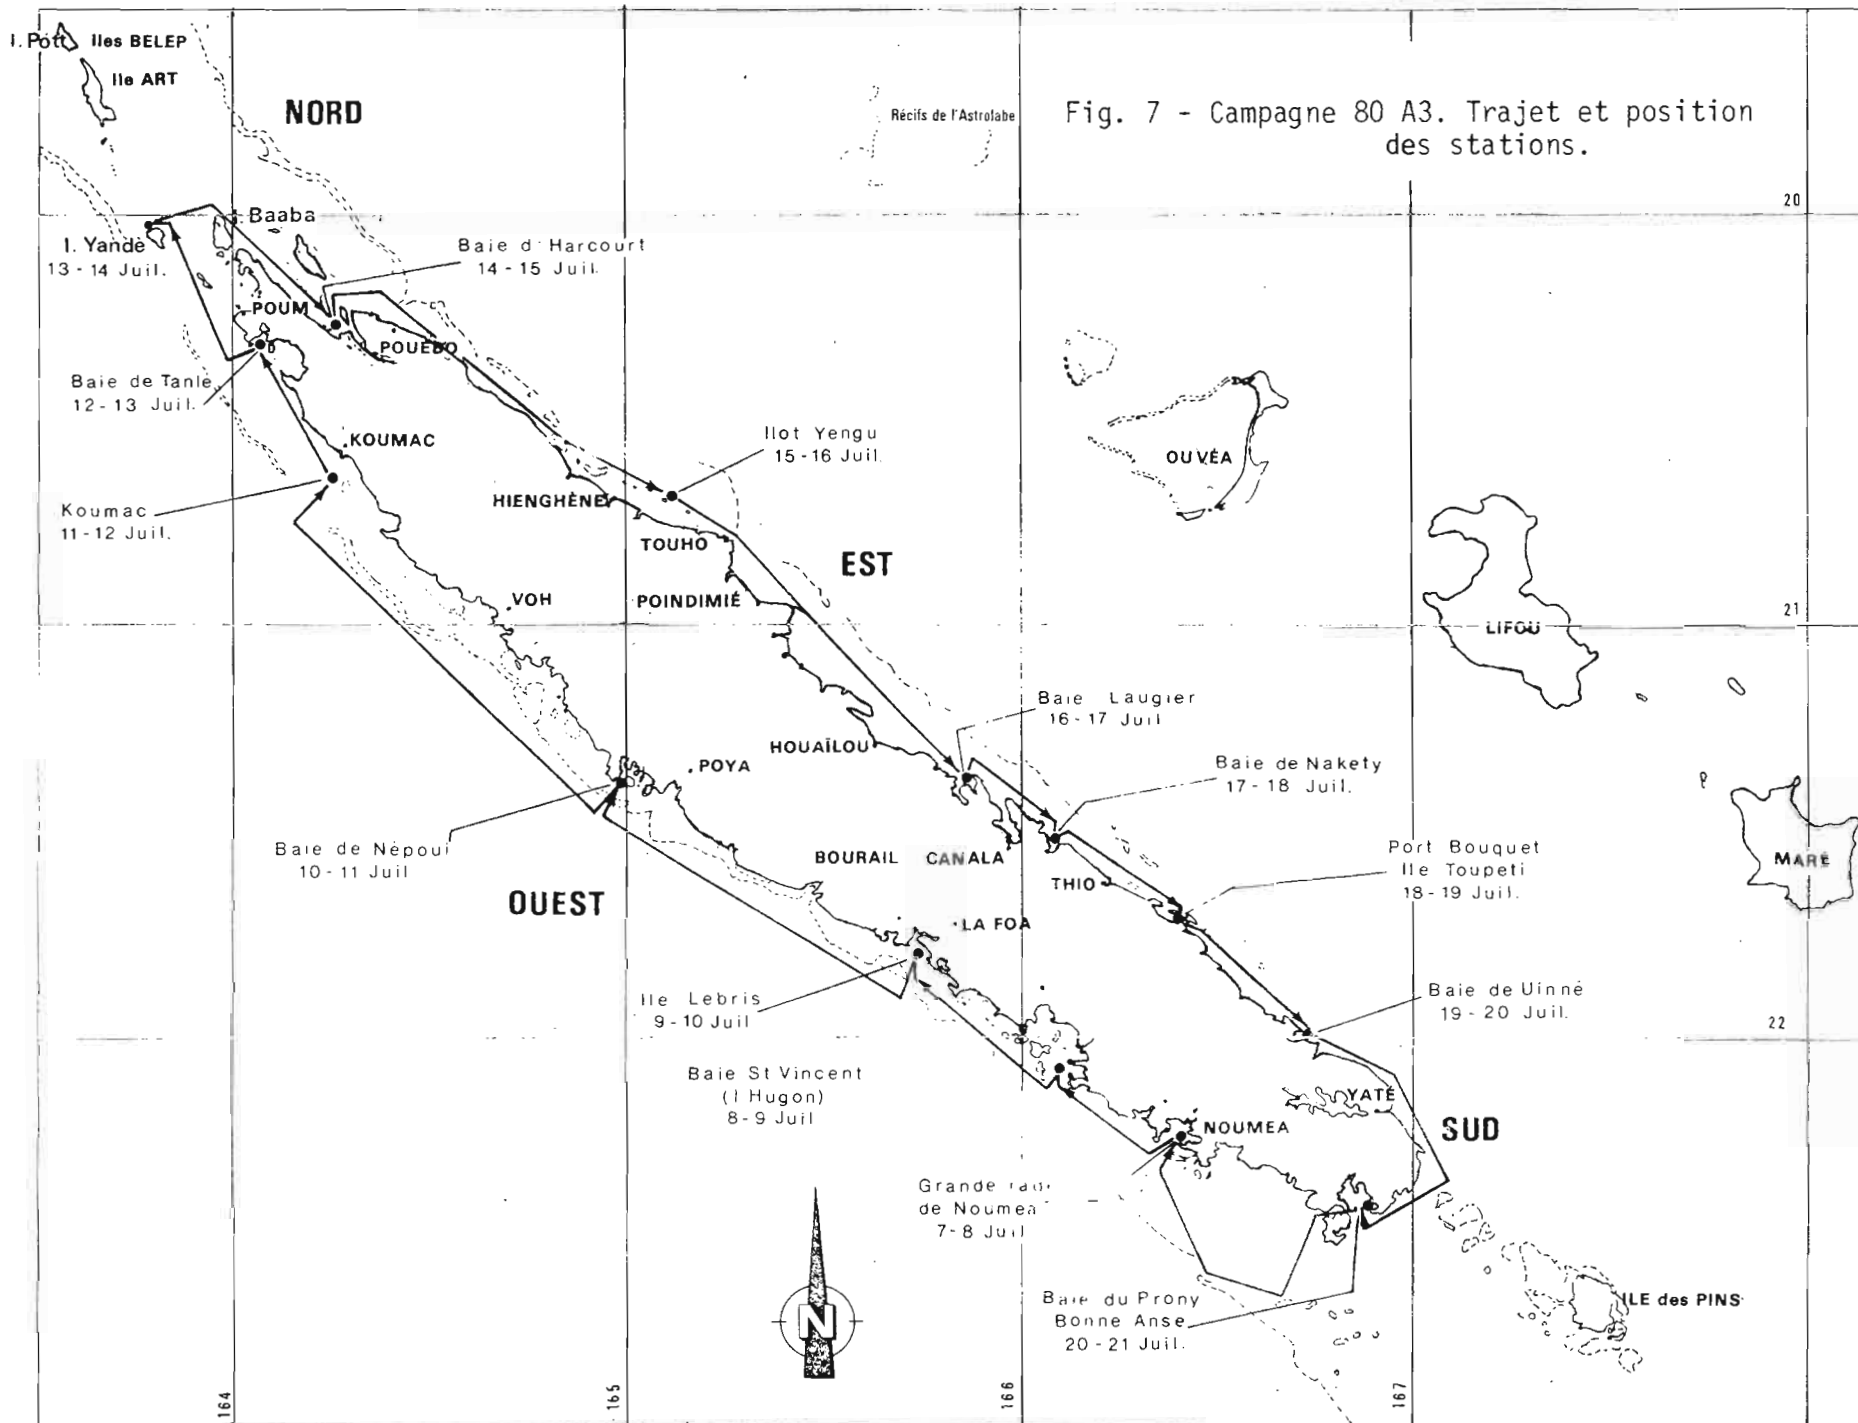 I. Pott
Iles BELEP
Ile ART
NORD
Récifs de l'Astrolabe
Fig. 7 - Campagne 80 A3. Trajet et position
des stations.
20
Baaba
I. Yandé
13 - 14 Juil.
Baie d'Harcourt
14 - 15 Juil.
POUM
POUÉBO
Baie de Tanlé
12 - 13 Juil.
KOUMAC
Ilot Yengu
15 - 16 Juil.
OUVÉA
HIENGHÈNE
Koumac
11 - 12 Juil.
TOUHO
EST
VOH
POINDIMIÉ
21
LIFOU
Baie Laugier
16 - 17 Juil
HOUAÏLOU
POYA
Baie de Nakety
17 - 18 Juil.
Baie de Népoui
10 - 11 Juil
BOURAIL
CANALA
Port Bouquet
Ile Toupeti
18 - 19 Juil.
MARÉ
THIO
OUEST
LA FOA
Ile Lebris
9 - 10 Juil
Baie de Uinné
19 - 20 Juil.
22
Baie St Vincent
(I Hugon)
8 - 9 Juil
YATÉ
NOUMEA
SUD
Grande
de Noumea
7 - 8 Juil
N
Baie du Prony
Bonne Anse
20 - 21 Juil.
ILE des PINS
164
165
166
167